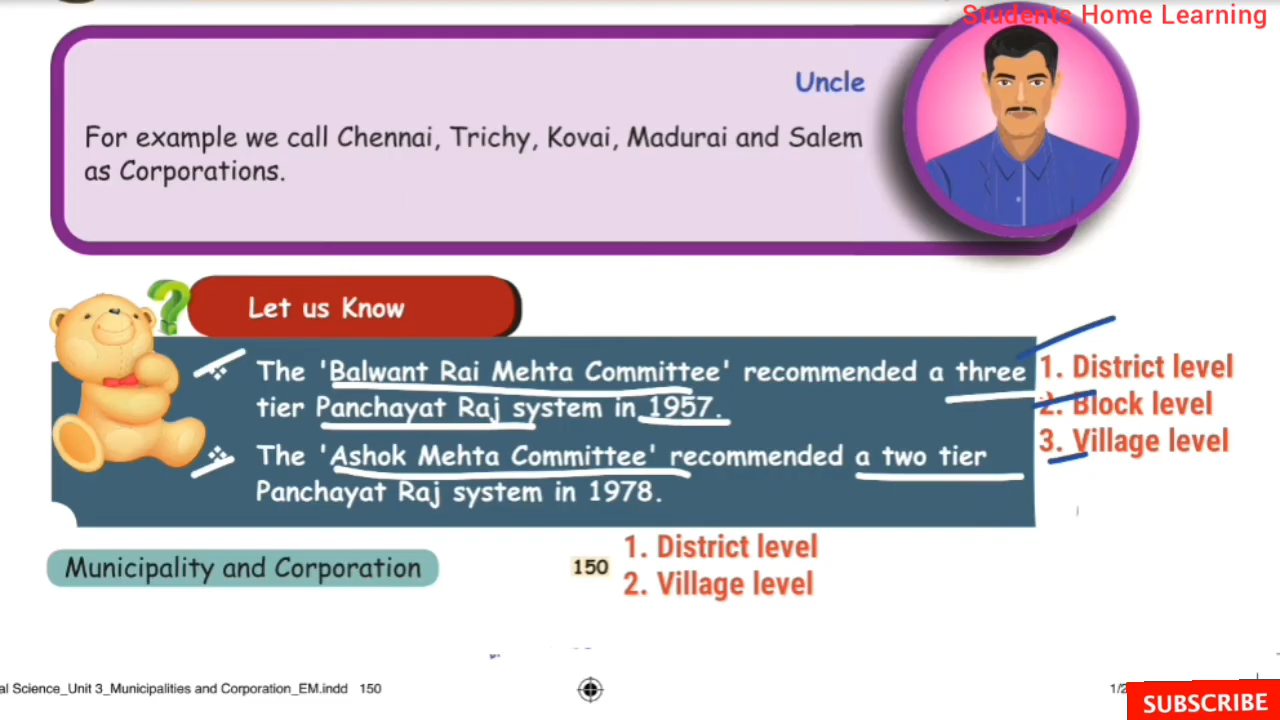 Students Home Learning
Uncle
For example we call Chennai, Trichy, Kovai, Madurai and Salem
as Corporations.
Let us Know
❖ The 'Balwant Rai Mehta Committee' recommended a three
tier Panchayat Raj system in 1957.
❖ The 'Ashok Mehta Committee' recommended a two tier
Panchayat Raj system in 1978.
1. District level
2. Block level
3. Village level
1. District level
2. Village level
Municipality and Corporation
150
al Science_Unit 3_Municipalities and Corporation_EM.indd 150
SUBSCRIBE